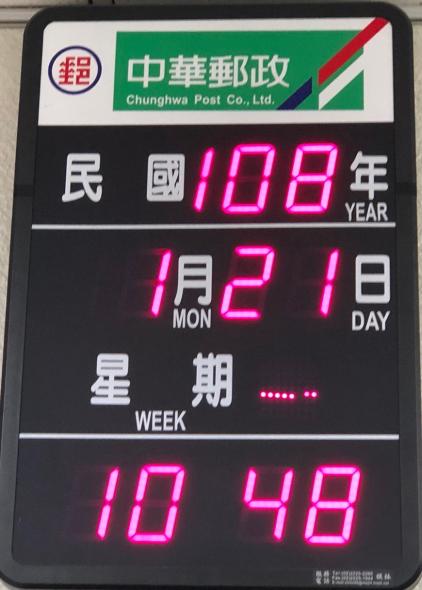 郵 中華郵政
Chunghwa Post Co., Ltd.
民國108年
YEAR
1月21日
MON DAY
星期
WEEK
10 48